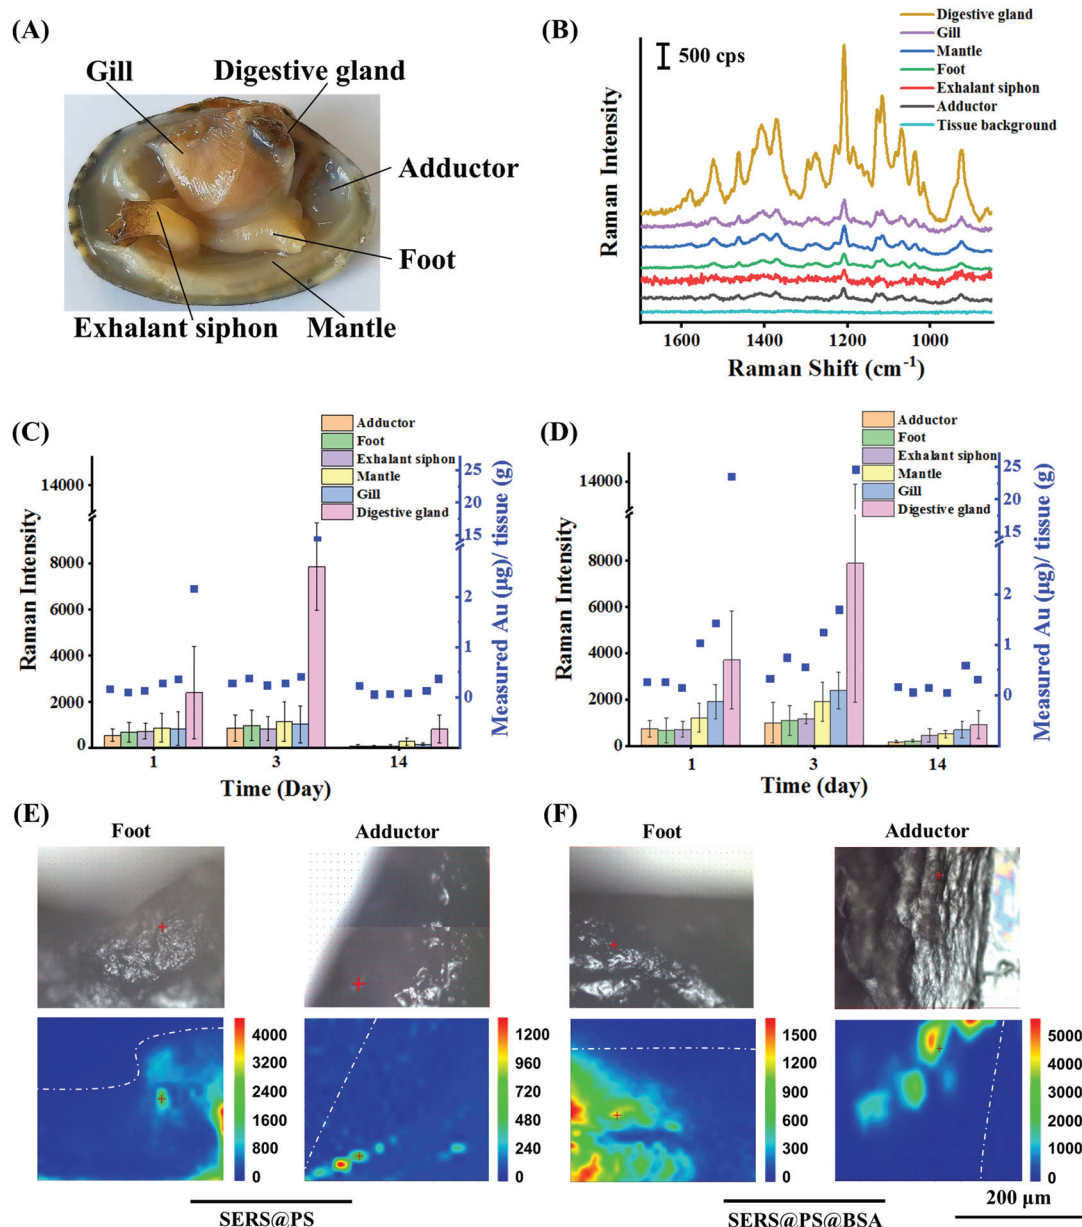 (A)
Gill
Digestive gland
Adductor
Foot
Exhalant siphon
Mantle
(B)
500 cps
Digestive gland
Gill
Mantle
Foot
Exhalant siphon
Adductor
Tissue background
Raman Intensity
1600
1400
1200
1000
Raman Shift (cm⁻¹)
(C)
Adductor
Foot
Exhalant siphon
Mantle
Gill
Digestive gland
Raman Intensity
14000
8000
6000
4000
2000
0
25
20
15
2
1
0
Measured Au (μg)/ tissue (g)
1
3
14
Time (Day)
(D)
Adductor
Foot
Exhalant siphon
Mantle
Gill
Digestive gland
Raman Intensity
14000
8000
6000
4000
2000
0
25
20
15
2
1
0
Measured Au (μg)/ tissue (g)
1
3
14
Time (day)
(E)
Foot
Adductor
4000
3200
2400
1600
800
0
1200
960
720
480
240
0
SERS@PS
(F)
Foot
Adductor
1500
1200
900
600
300
0
5000
4000
3000
2000
1000
0
SERS@PS@BSA
200 μm